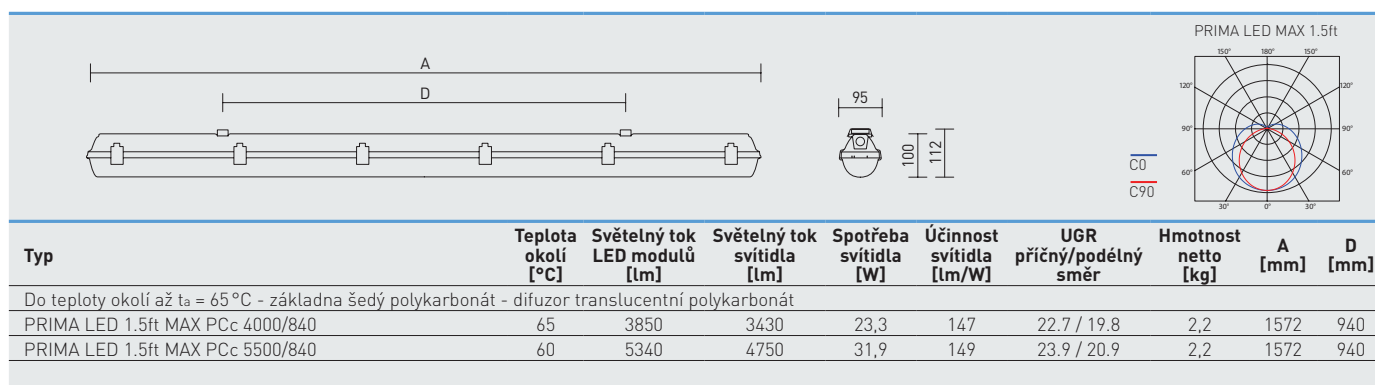 PRIMA LED MAX 1.5ft
A
D
95
100
112
150° 180° 150°
120° 120°
90° 90°
60° 60°
30° 0° 30°
C0
C90
Typ
Teplota okolí [°C]
Světelný tok LED modulů [lm]
Světelný tok svítidla [lm]
Spotřeba svítidla [W]
Účinnost svítidla [lm/W]
UGR příčný/podélný směr
Hmotnost netto [kg]
A [mm]
D [mm]
Do teploty okolí až ta = 65 °C - základna šedý polykarbonát - difuzor translucentní polykarbonát
PRIMA LED 1.5ft MAX PCc 4000/840 65 3850 3430 23,3 147 22.7 / 19.8 2,2 1572 940
PRIMA LED 1.5ft MAX PCc 5500/840 60 5340 4750 31,9 149 23.9 / 20.9 2,2 1572 940